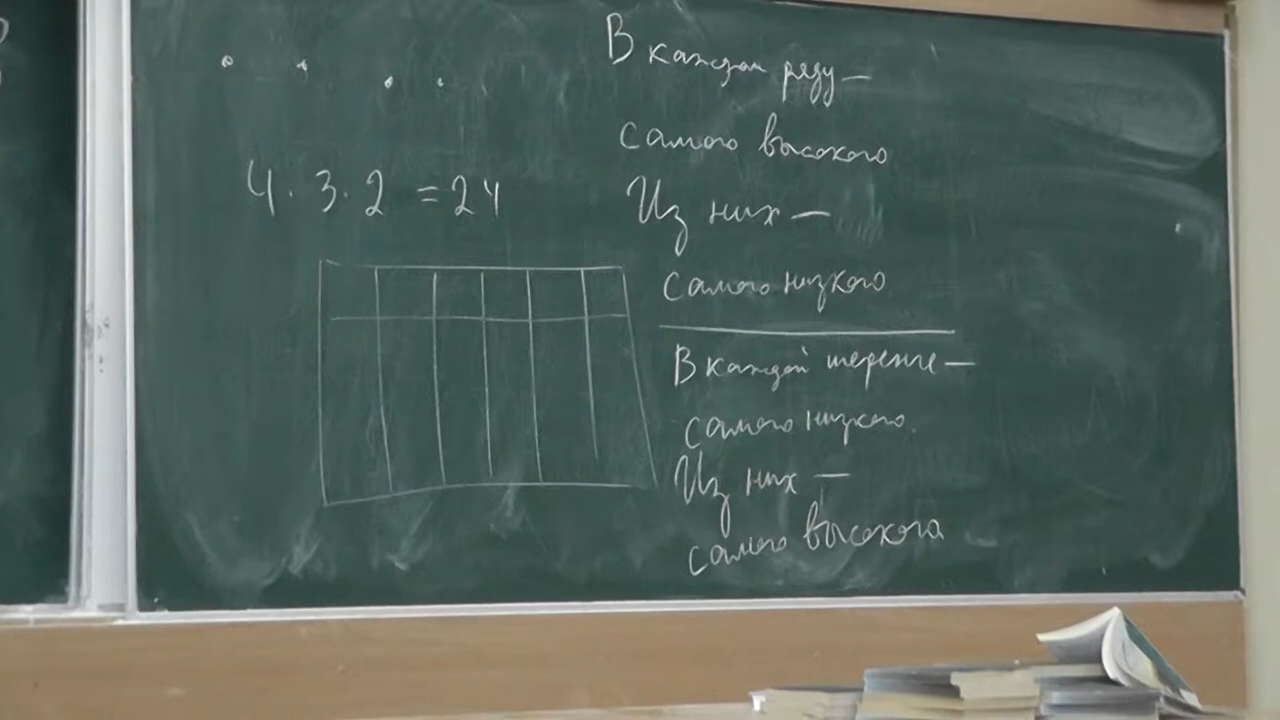 4 · 3 · 2 = 24
В каждом ряду —
самого высокого
Из них —
самого низкого
В каждой шеренге —
самого низкого.
Из них —
самого высокого